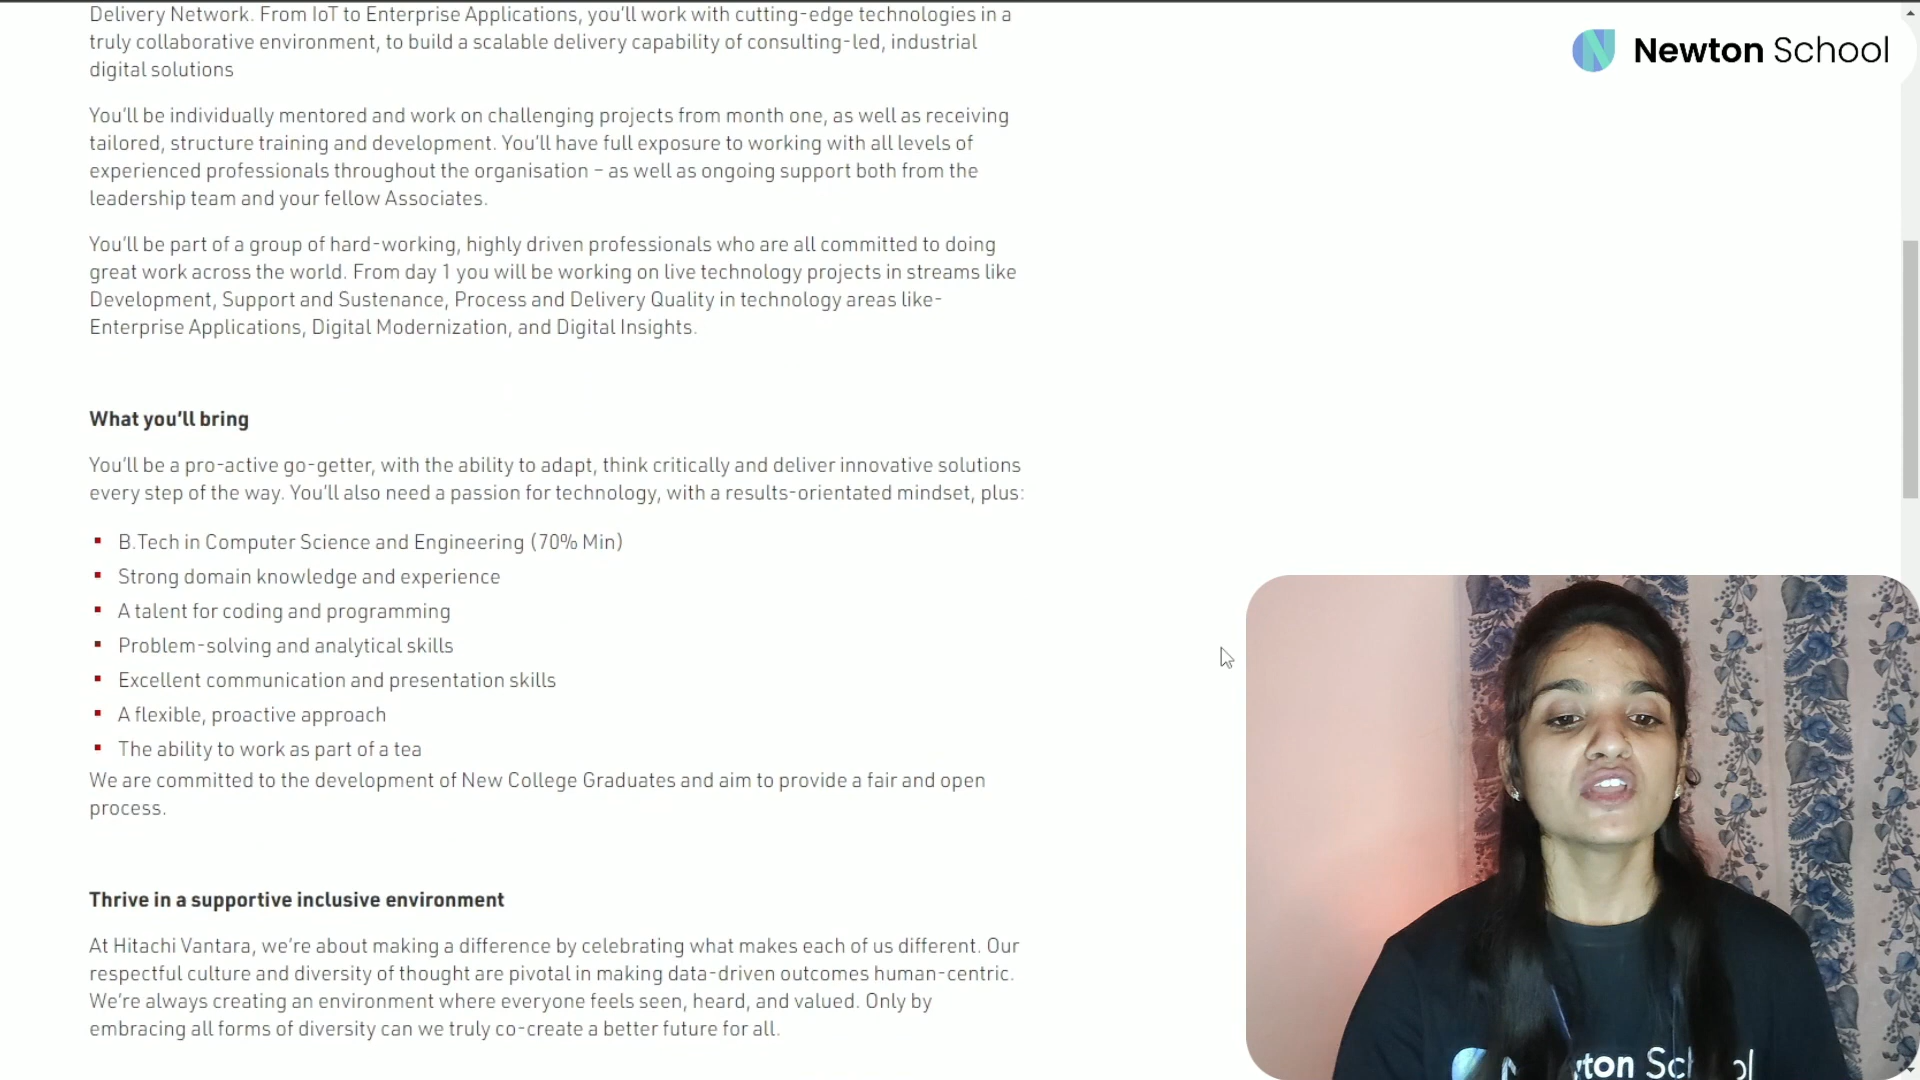 Delivery Network. From IoT to Enterprise Applications, you'll work with cutting-edge technologies in a
truly collaborative environment, to build a scalable delivery capability of consulting-led, industrial
digital solutions
Newton School
You'll be individually mentored and work on challenging projects from month one, as well as receiving
tailored, structure training and development. You'll have full exposure to working with all levels of
experienced professionals throughout the organisation – as well as ongoing support both from the
leadership team and your fellow Associates.
You'll be part of a group of hard-working, highly driven professionals who are all committed to doing
great work across the world. From day 1 you will be working on live technology projects in streams like
Development, Support and Sustenance, Process and Delivery Quality in technology areas like-
Enterprise Applications, Digital Modernization, and Digital Insights.
What you'll bring
You'll be a pro-active go-getter, with the ability to adapt, think critically and deliver innovative solutions
every step of the way. You'll also need a passion for technology, with a results-orientated mindset, plus:
B.Tech in Computer Science and Engineering (70% Min)
Strong domain knowledge and experience
A talent for coding and programming
Problem-solving and analytical skills
Excellent communication and presentation skills
A flexible, proactive approach
The ability to work as part of a tea
We are committed to the development of New College Graduates and aim to provide a fair and open
process.
Thrive in a supportive inclusive environment
At Hitachi Vantara, we're about making a difference by celebrating what makes each of us different. Our
respectful culture and diversity of thought are pivotal in making data-driven outcomes human-centric.
We're always creating an environment where everyone feels seen, heard, and valued. Only by
embracing all forms of diversity can we truly co-create a better future for all.